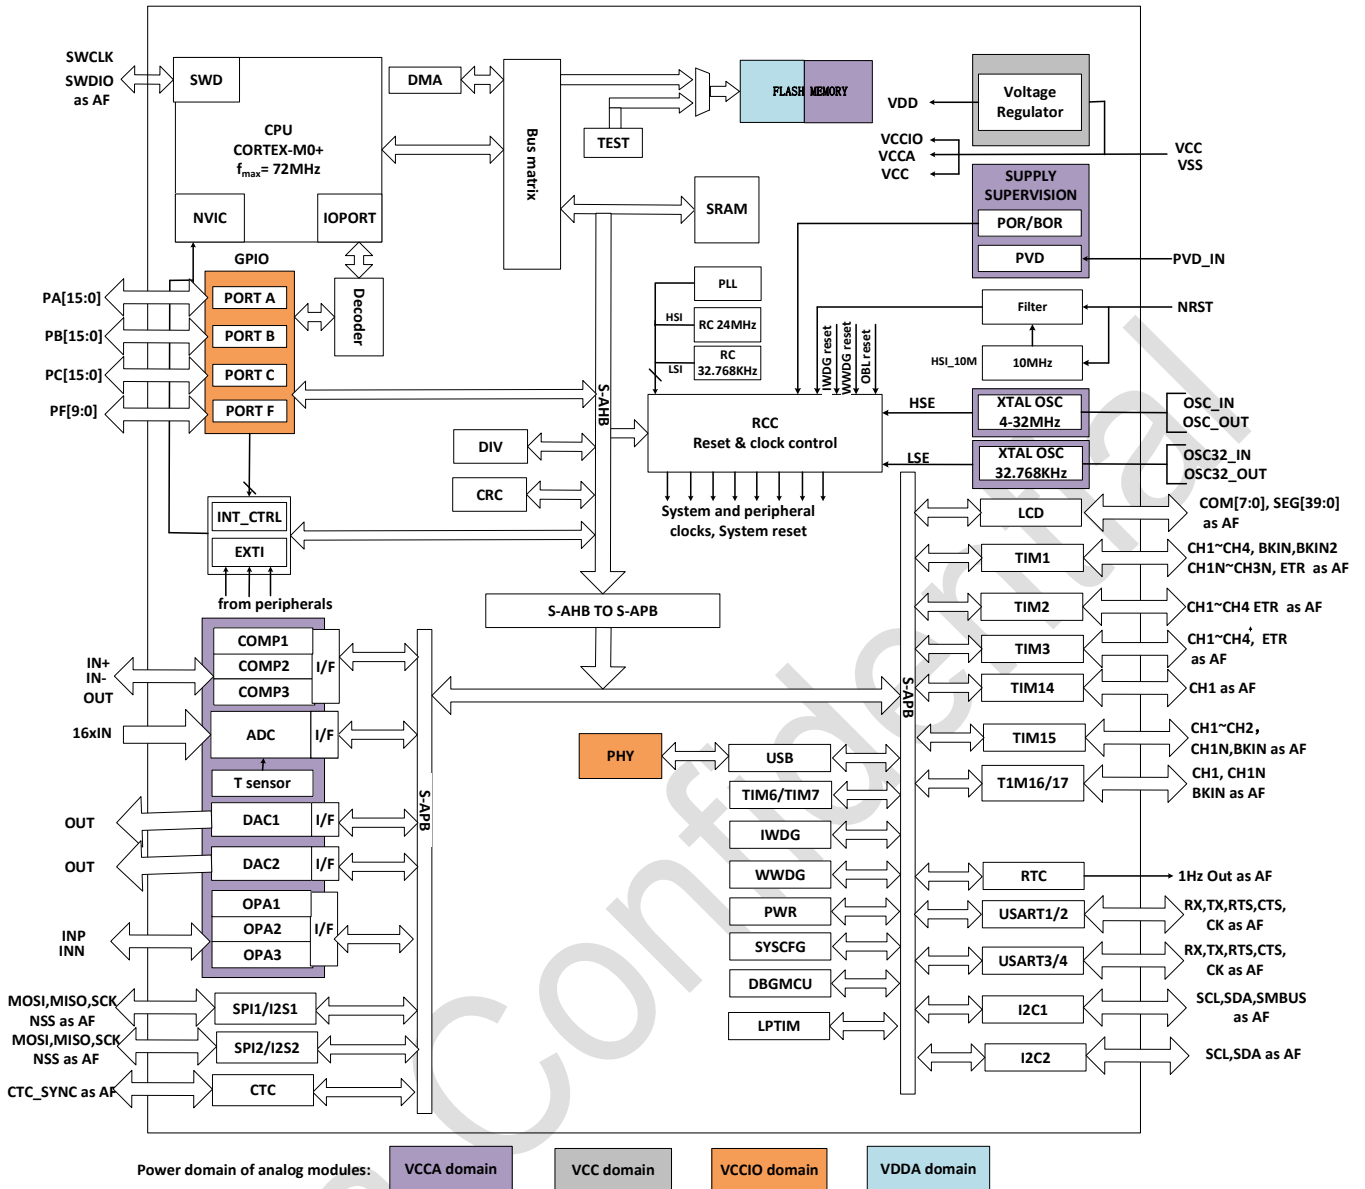 SWCLK
SWDIO
as AF
SWD
CPU
CORTEX-M0+
fmax= 72MHz
NVIC
IOPORT
DMA
Bus matrix
TEST
FLASH MEMORY
SRAM
VDD
VCCIO
VCCA
VCC
Voltage
Regulator
VCC
VSS
SUPPLY
SUPERVISION
POR/BOR
PVD
PVD_IN
NRST
Filter
HSI_10M
10MHz
GPIO
PORT A
PORT B
PORT C
PORT F
PA[15:0]
PB[15:0]
PC[15:0]
PF[9:0]
Decoder
PLL
HSI
RC 24MHz
LSI
RC
32.768KHz
IWDG reset
WWDG reset
OBL reset
S-AHB
RCC
Reset & clock control
HSE
XTAL OSC
4-32MHz
OSC_IN
OSC_OUT
LSE
XTAL OSC
32.768KHz
OSC32_IN
OSC32_OUT
DIV
CRC
System and peripheral
clocks, System reset
INT_CTRL
EXTI
from peripherals
S-AHB TO S-APB
COMP1
COMP2
COMP3
I/F
IN+
IN-
OUT
16xIN
ADC
I/F
T sensor
OUT
DAC1
I/F
OUT
DAC2
I/F
OPA1
OPA2
OPA3
I/F
INP
INN
MOSI,MISO,SCK
NSS as AF
SPI1/I2S1
MOSI,MISO,SCK
NSS as AF
SPI2/I2S2
CTC_SYNC as AF
CTC
S-APB
PHY
USB
TIM6/TIM7
IWDG
WWDG
PWR
SYSCFG
DBGMCU
LPTIM
S-APB
LCD
COM[7:0], SEG[39:0]
as AF
TIM1
CH1~CH4, BKIN,BKIN2
CH1N~CH3N, ETR as AF
TIM2
CH1~CH4 ETR as AF
TIM3
CH1~CH4, ETR
as AF
TIM14
CH1 as AF
TIM15
CH1~CH2,
CH1N,BKIN as AF
T1M16/17
CH1, CH1N
BKIN as AF
RTC
1Hz Out as AF
USART1/2
RX,TX,RTS,CTS,
CK as AF
USART3/4
RX,TX,RTS,CTS,
CK as AF
I2C1
SCL,SDA,SMBUS
as AF
I2C2
SCL,SDA as AF
Power domain of analog modules:
VCCA domain
VCC domain
VCCIO domain
VDDA domain
Confidential